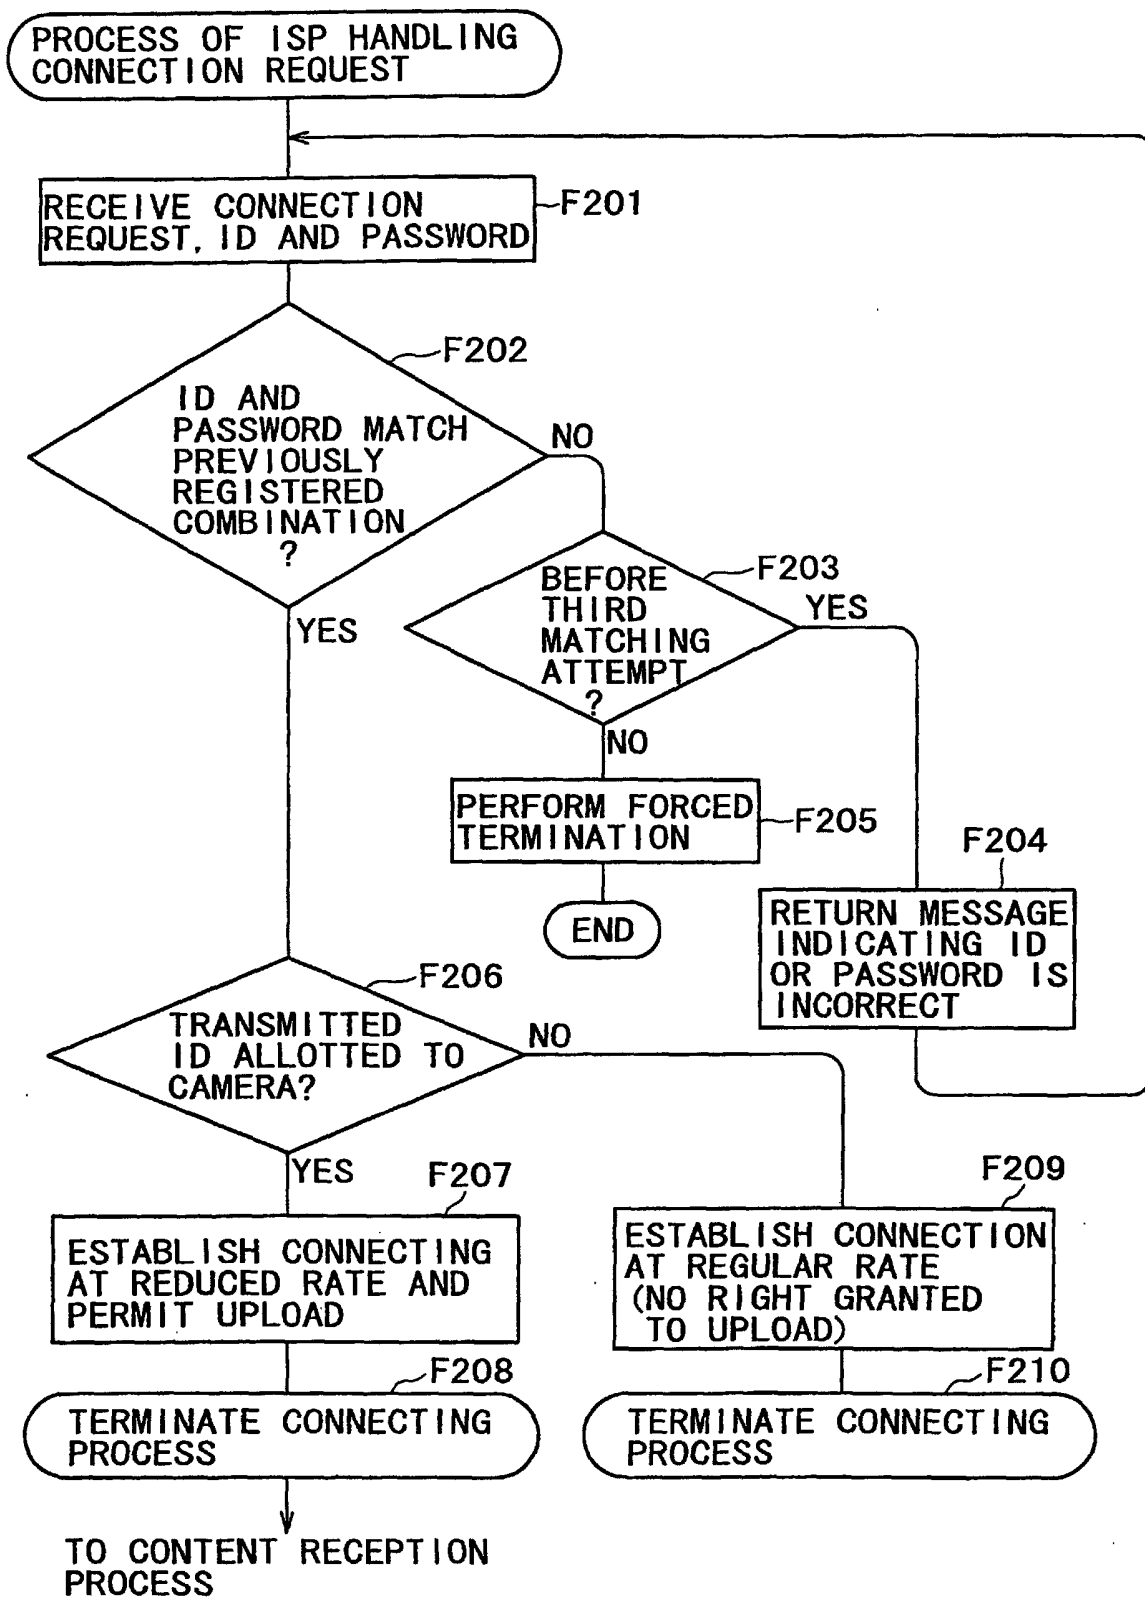 PROCESS OF ISP HANDLING
CONNECTION REQUEST
RECEIVE CONNECTION
REQUEST, ID AND PASSWORD
F201
F202
ID AND
PASSWORD MATCH
PREVIOUSLY
REGISTERED
COMBINATION
?
NO
YES
F203
BEFORE
THIRD
MATCHING
ATTEMPT
?
YES
NO
PERFORM FORCED
TERMINATION
F205
END
F204
RETURN MESSAGE
INDICATING ID
OR PASSWORD IS
INCORRECT
F206
TRANSMITTED
ID ALLOTTED TO
CAMERA?
NO
YES
F207
ESTABLISH CONNECTING
AT REDUCED RATE AND
PERMIT UPLOAD
F209
ESTABLISH CONNECTION
AT REGULAR RATE
(NO RIGHT GRANTED
TO UPLOAD)
F208
TERMINATE CONNECTING
PROCESS
F210
TERMINATE CONNECTING
PROCESS
TO CONTENT RECEPTION
PROCESS